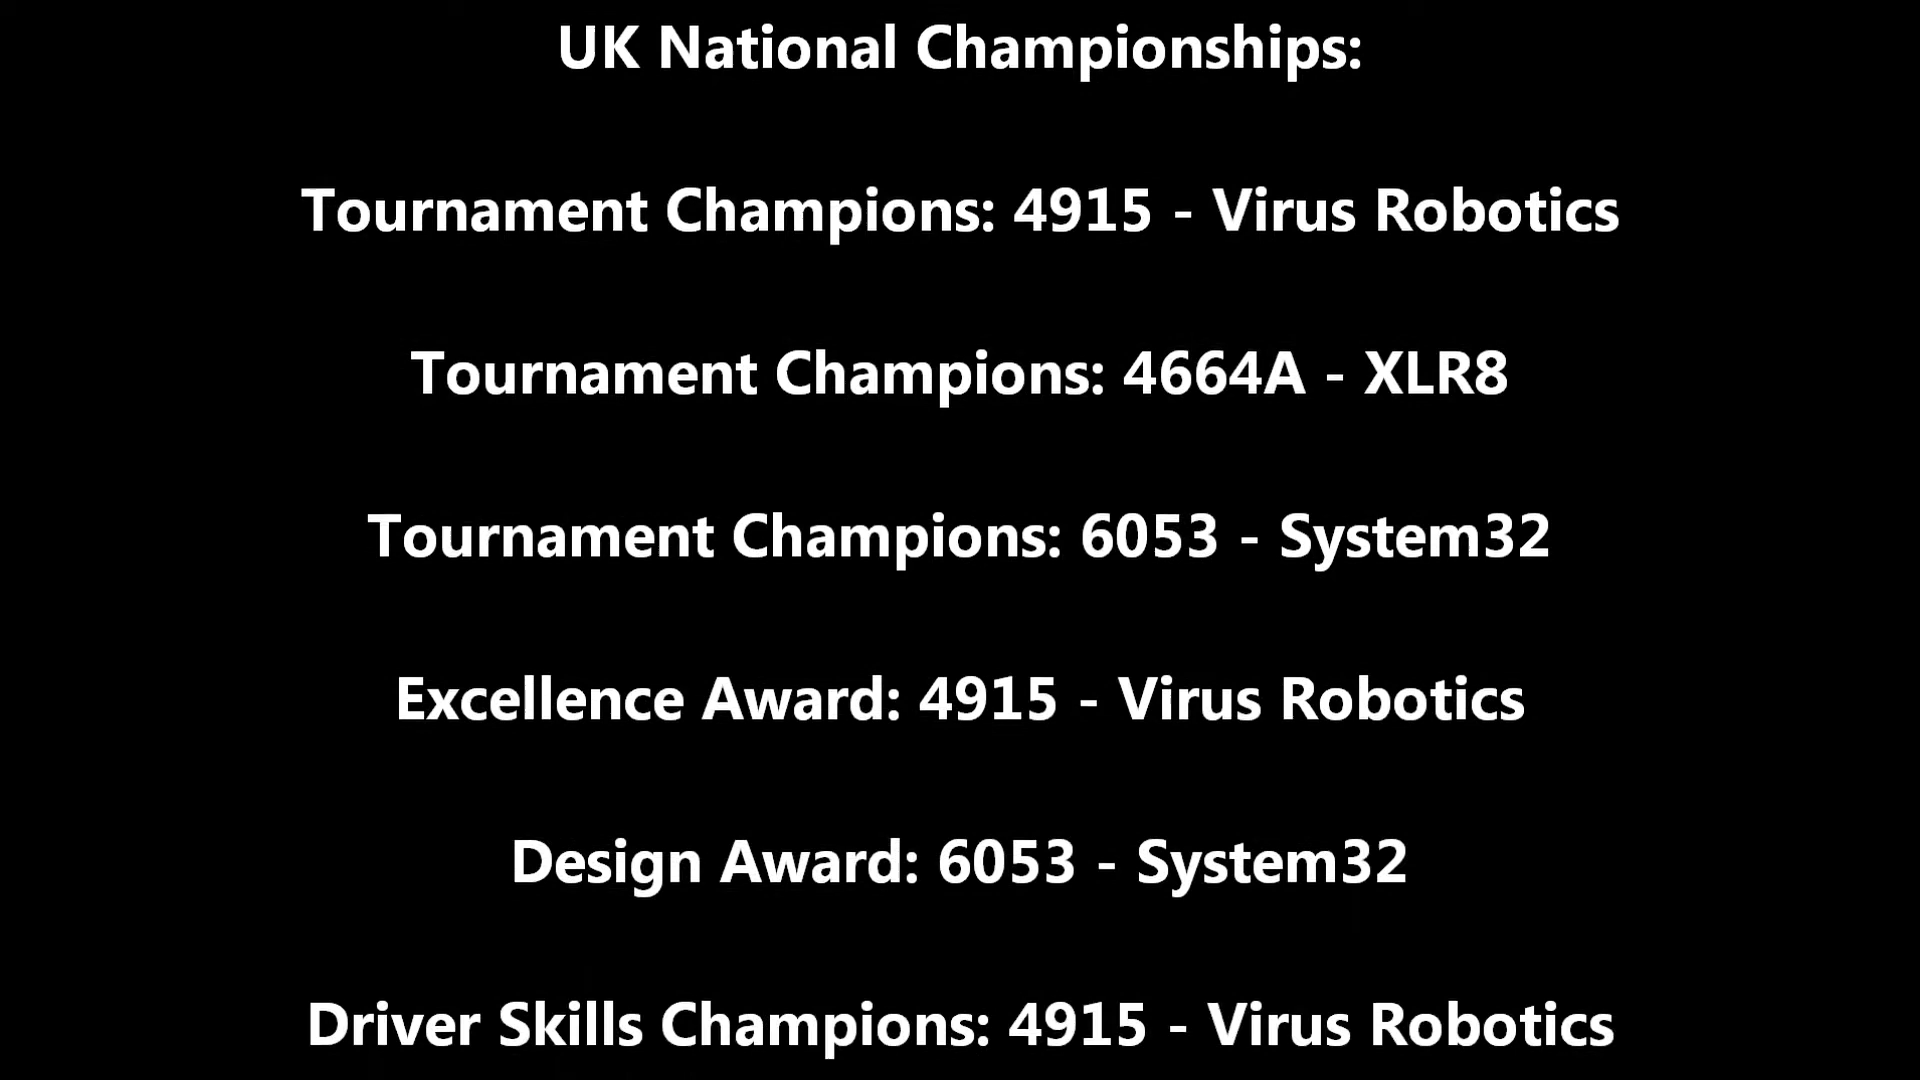 UK National Championships:
Tournament Champions: 4915 - Virus Robotics
Tournament Champions: 4664A - XLR8
Tournament Champions: 6053 - System32
Excellence Award: 4915 - Virus Robotics
Design Award: 6053 - System32
Driver Skills Champions: 4915 - Virus Robotics